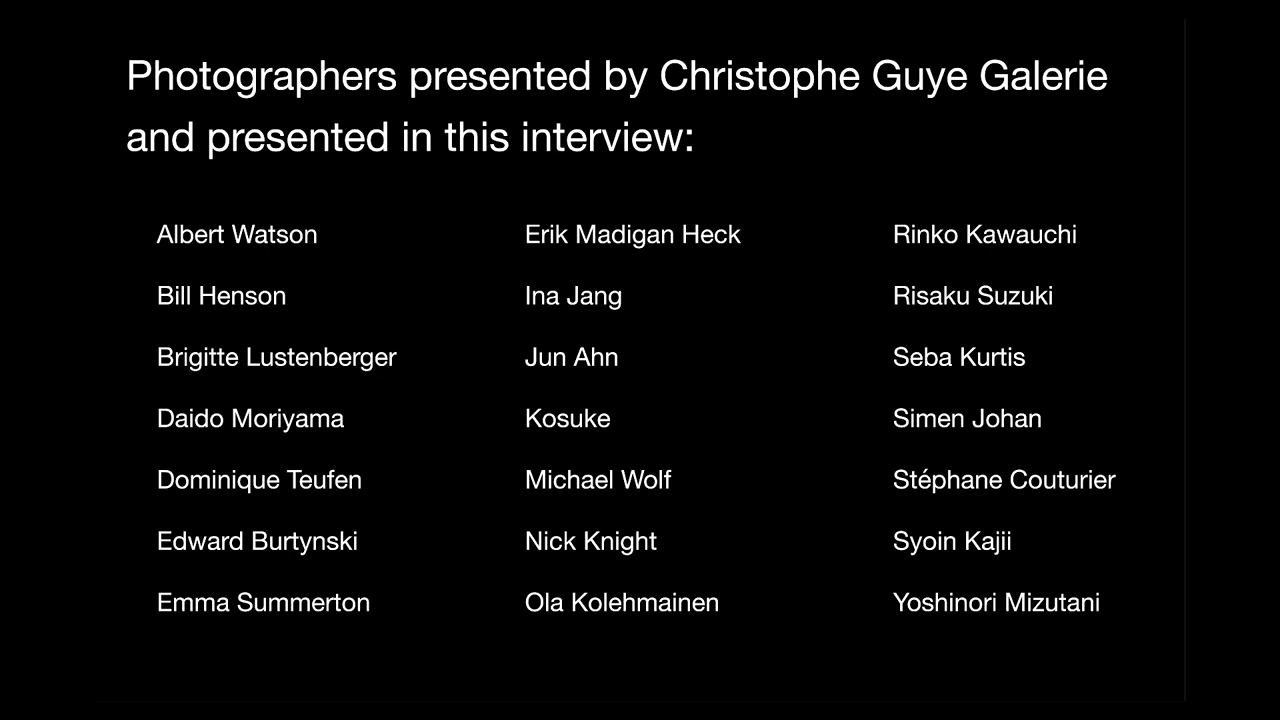 Photographers presented by Christophe Guye Galerie
and presented in this interview:
Albert Watson
Bill Henson
Brigitte Lustenberger
Daido Moriyama
Dominique Teufen
Edward Burtynski
Emma Summerton
Erik Madigan Heck
Ina Jang
Jun Ahn
Kosuke
Michael Wolf
Nick Knight
Ola Kolehmainen
Rinko Kawauchi
Risaku Suzuki
Seba Kurtis
Simen Johan
Stéphane Couturier
Syoin Kajii
Yoshinori Mizutani